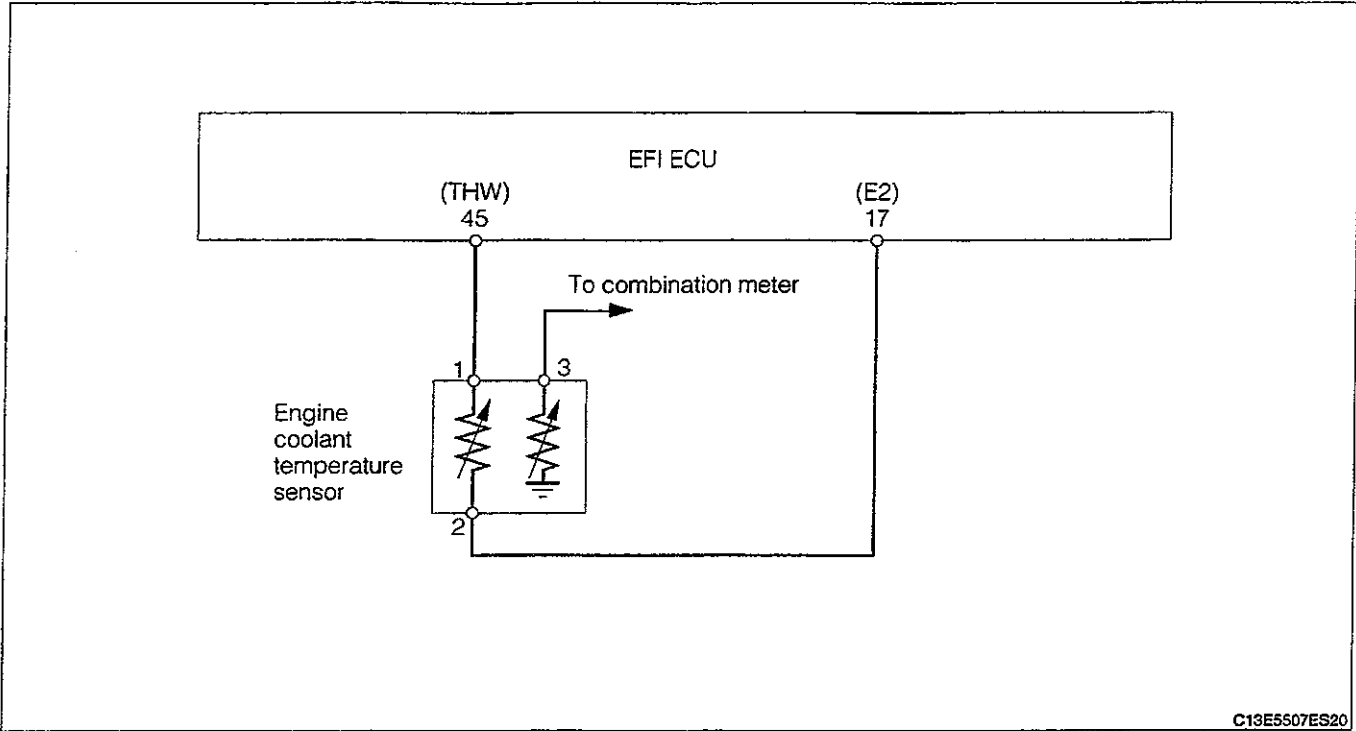 EFI ECU
(THW)
45
(E2)
17
To combination meter
1
3
Engine
coolant
temperature
sensor
2
C13E5507ES20